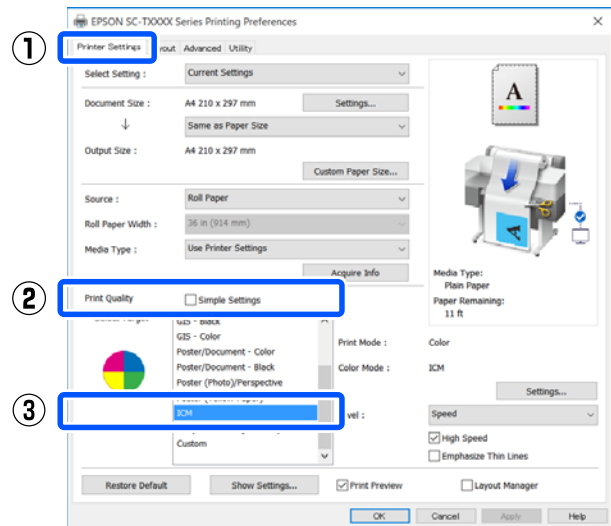 EPSON SC-TXXXX Series Printing Preferences
1
Printer Settings yout Advanced Utility
Select Setting : Current Settings
Document Size : A4 210 x 297 mm Settings...
Same as Paper Size
Output Size : A4 210 x 297 mm
Custom Paper Size...
Source : Roll Paper
Roll Paper Width : 36 in (914 mm)
Media Type : Use Printer Settings
Acquire Info
A
Media Type:
Plain Paper
Paper Remaining:
11 ft
2
Print Quality Simple Settings
GIS - Black
GIS - Color
Poster/Document - Color
Poster/Document - Black
Poster (Photo)/Perspective
3
ICM
Custom
Print Mode : Color
Color Mode : ICM
Settings...
vel : Speed
High Speed
Emphasize Thin Lines
Restore Default Show Settings... Print Preview Layout Manager
OK Cancel Apply Help